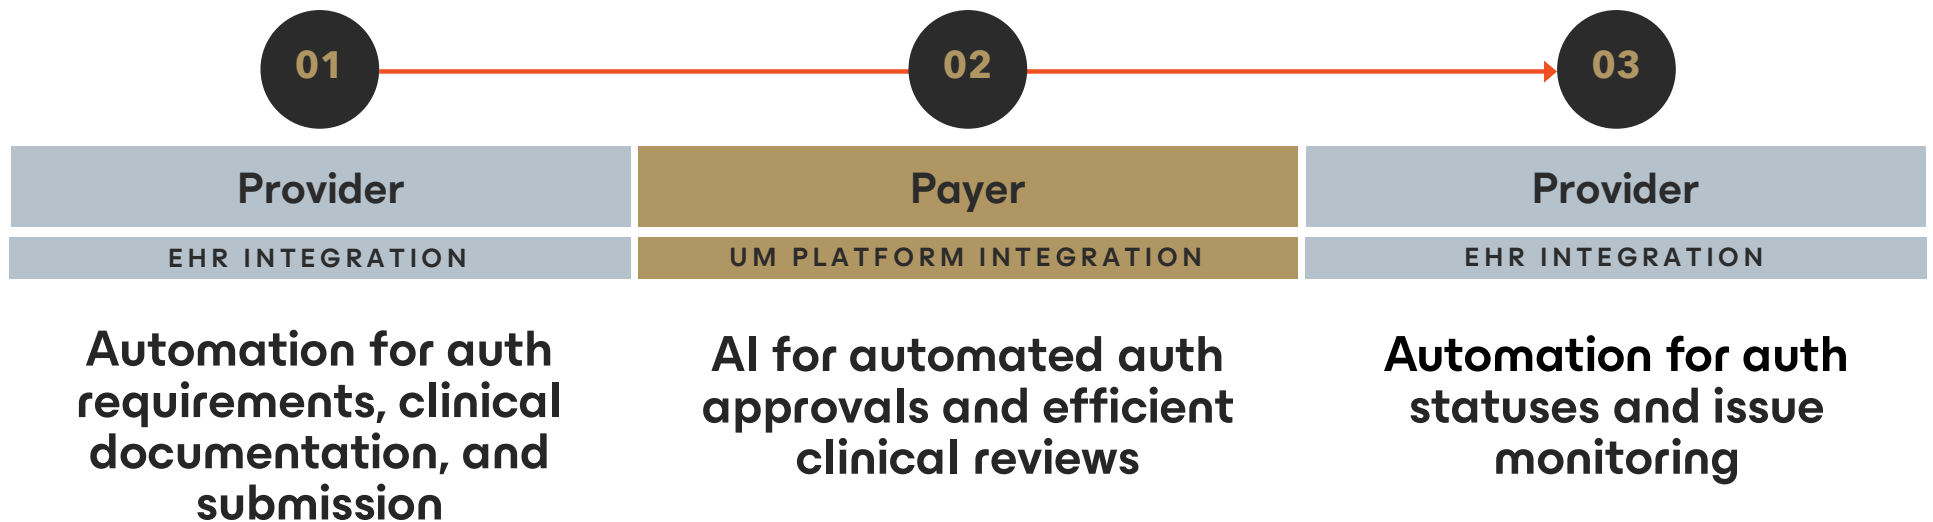 01
02
03
Provider
Payer
Provider
EHR INTEGRATION
UM PLATFORM INTEGRATION
EHR INTEGRATION
Automation for auth
requirements, clinical
documentation, and
submission
AI for automated auth
approvals and efficient
clinical reviews
Automation for auth
statuses and issue
monitoring